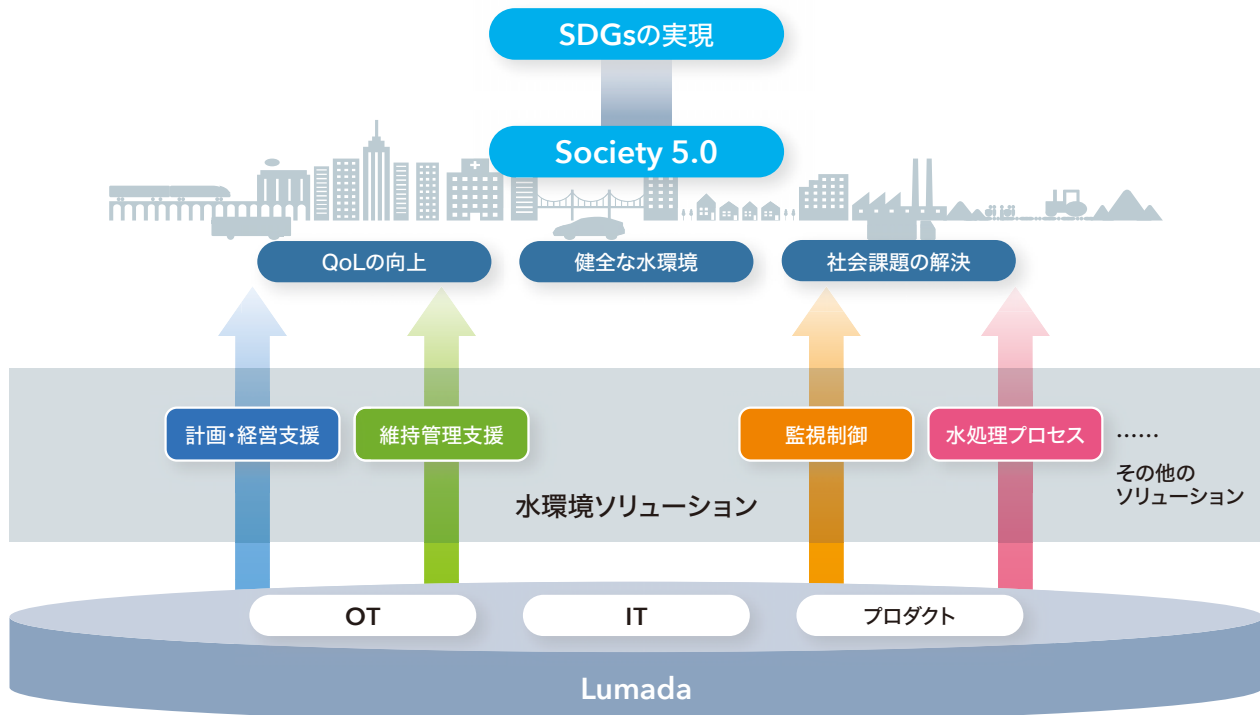 SDGsの実現
Society 5.0
QoLの向上
健全な水環境
社会課題の解決
計画・経営支援
維持管理支援
監視制御
水処理プロセス
……
その他の
ソリューション
水環境ソリューション
OT
IT
プロダクト
Lumada